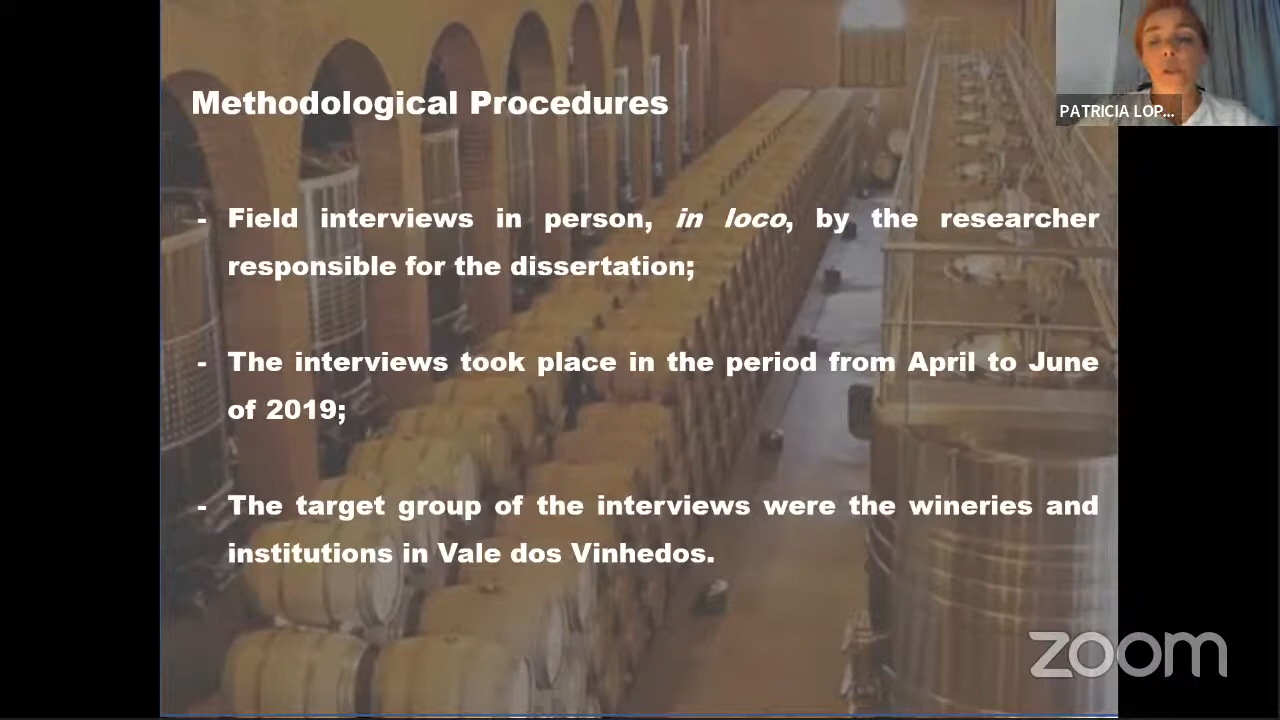 Methodological Procedures
PATRICIA LOP...
- Field interviews in person, in loco, by the researcher
responsible for the dissertation;
- The interviews took place in the period from April to June
of 2019;
- The target group of the interviews were the wineries and
institutions in Vale dos Vinhedos.
zoom